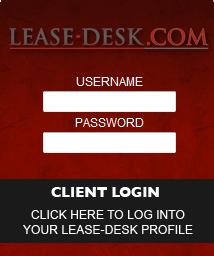 LEASE-DESK.COM
USERNAME
PASSWORD
CLIENT LOGIN
CLICK HERE TO LOG INTO
YOUR LEASE-DESK PROFILE